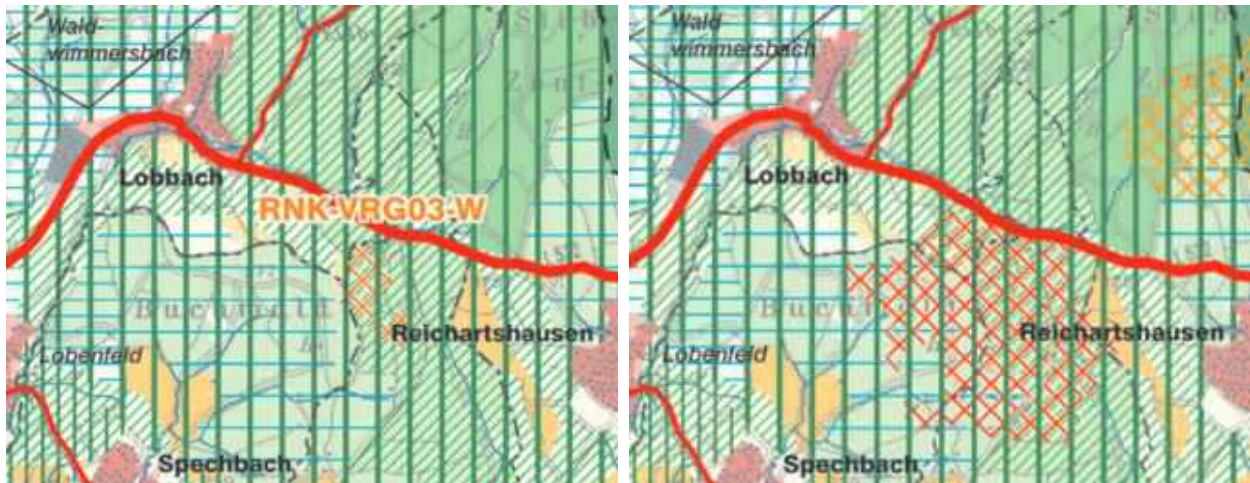 Wald-
wimmersbach
Lobbach
RNK-VRG03-W
Reichartshausen
Lobenfeld
Spechbach
Wald-
wimmersbach
Lobbach
Reichartshausen
Lobenfeld
Spechbach